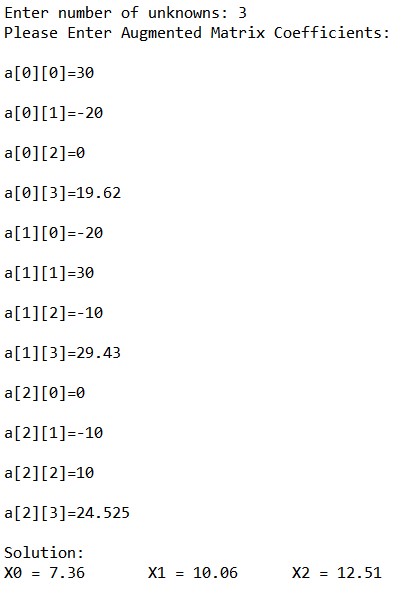 Enter number of unknowns: 3
Please Enter Augmented Matrix Coefficients:
a[0][0]=30
a[0][1]=-20
a[0][2]=0
a[0][3]=19.62
a[1][0]=-20
a[1][1]=30
a[1][2]=-10
a[1][3]=29.43
a[2][0]=0
a[2][1]=-10
a[2][2]=10
a[2][3]=24.525
Solution:
X0 = 7.36 X1 = 10.06 X2 = 12.51